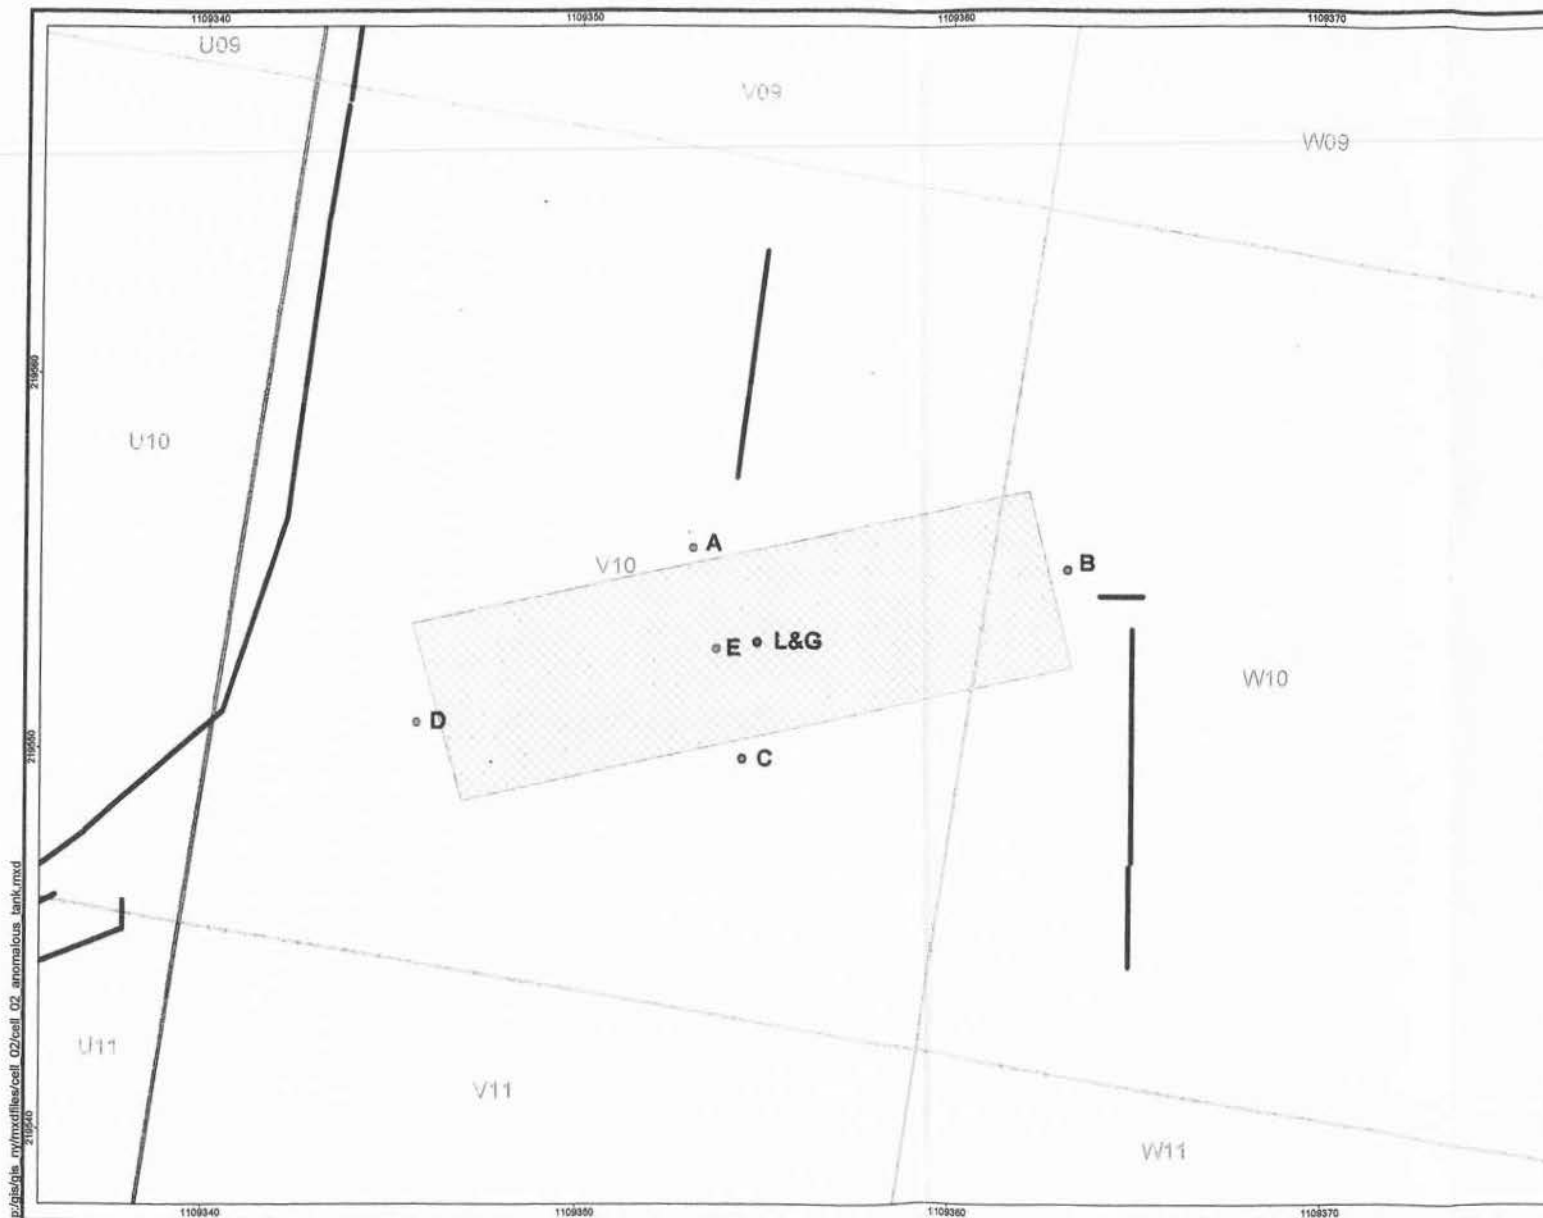 1109340 1109350 1109360 1109370
U09
V09
W09
219560
U10
A
V10
B
E
L&G
W10
D
219550
C
p:/gis/gis_ny/mxdfiles/cell_02/cell_02_anomalous_tank.mxd
U11
V11
219540
W11
1109340 1109350 1109360 1109370